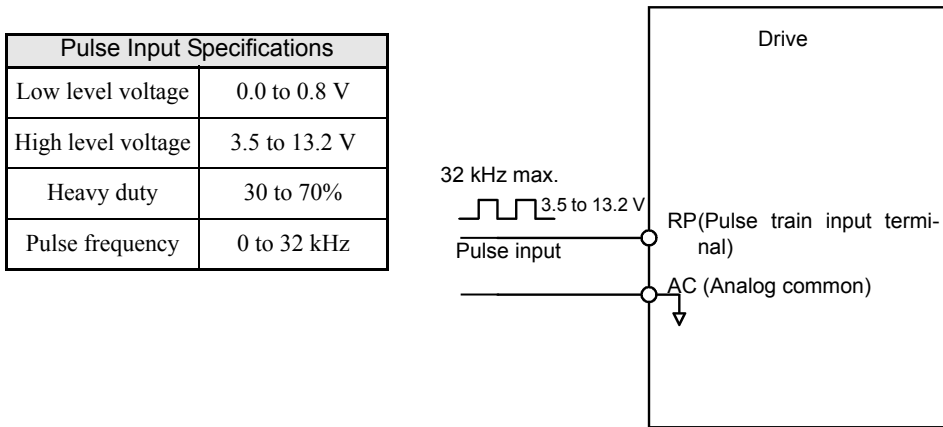 Pulse Input Specifications
Low level voltage 0.0 to 0.8 V
High level voltage 3.5 to 13.2 V
Heavy duty 30 to 70%
Pulse frequency 0 to 32 kHz
Drive
32 kHz max.
3.5 to 13.2 V
Pulse input
RP(Pulse train input termi-
nal)
AC (Analog common)